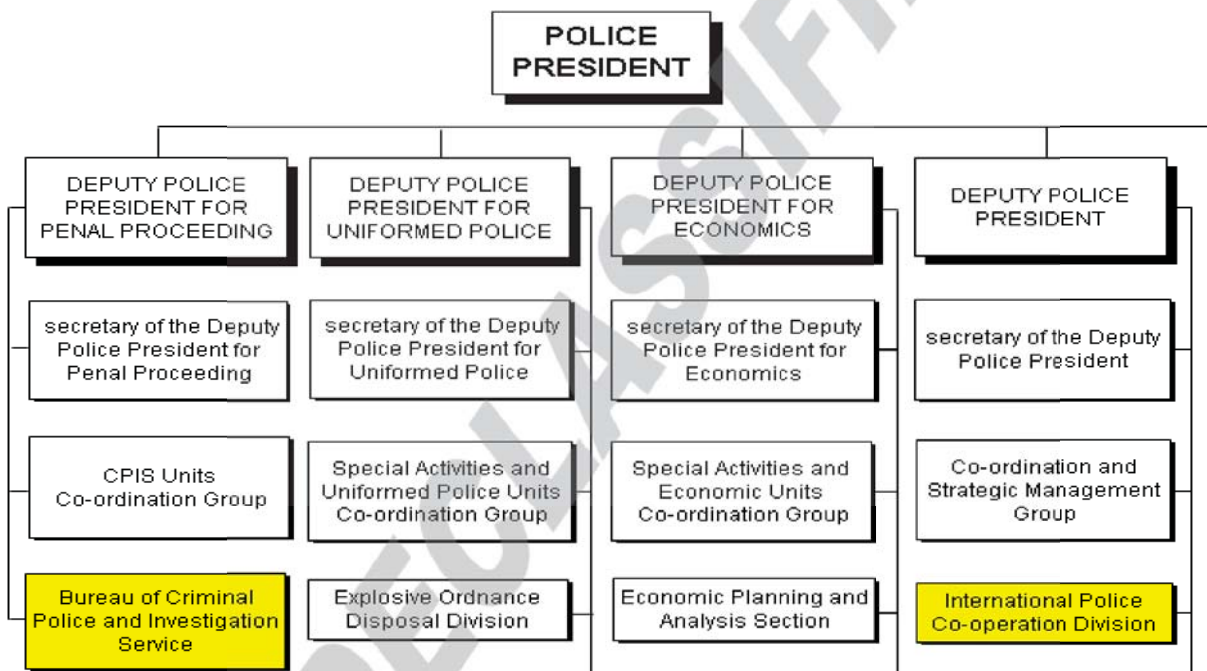 POLICE
PRESIDENT
DEPUTY POLICE
PRESIDENT FOR
PENAL PROCEEDING
DEPUTY POLICE
PRESIDENT FOR
UNIFORMED POLICE
DEPUTY POLICE
PRESIDENT FOR
ECONOMICS
DEPUTY POLICE
PRESIDENT
secretary of the Deputy
Police President for
Penal Proceeding
secretary of the Deputy
Police President for
Uniformed Police
secretary of the Deputy
Police President for
Economics
secretary of the Deputy
Police President
CPIS Units
Co-ordination Group
Special Activities and
Uniformed Police Units
Co-ordination Group
Special Activities and
Economic Units
Co-ordination Group
Co-ordination and
Strategic Management
Group
Bureau of Criminal
Police and Investigation
Service
Explosive Ordnance
Disposal Division
Economic Planning and
Analysis Section
International Police
Co-operation Division